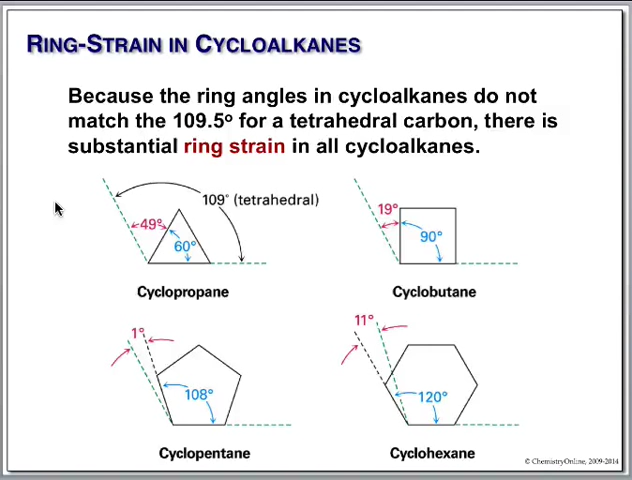 RING-STRAIN IN CYCLOALKANES
Because the ring angles in cycloalkanes do not
match the 109.5º for a tetrahedral carbon, there is
substantial ring strain in all cycloalkanes.
109° (tetrahedral)
49°
60°
Cyclopropane
19°
90°
Cyclobutane
1°
108°
Cyclopentane
11°
120°
Cyclohexane
© ChemistryOnline, 2009-2014